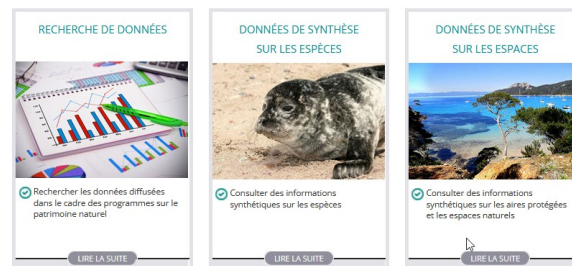 RECHERCHE DE DONNÉES
Rechercher les données diffusées
dans le cadre des programmes sur le
patrimoine naturel
LIRE LA SUITE
DONNÉES DE SYNTHÈSE
SUR LES ESPÈCES
Consulter des informations
synthétiques sur les espèces
LIRE LA SUITE
DONNÉES DE SYNTHÈSE
SUR LES ESPACES
Consulter des informations
synthétiques sur les aires protégées
et les espaces naturels
LIRE LA SUITE